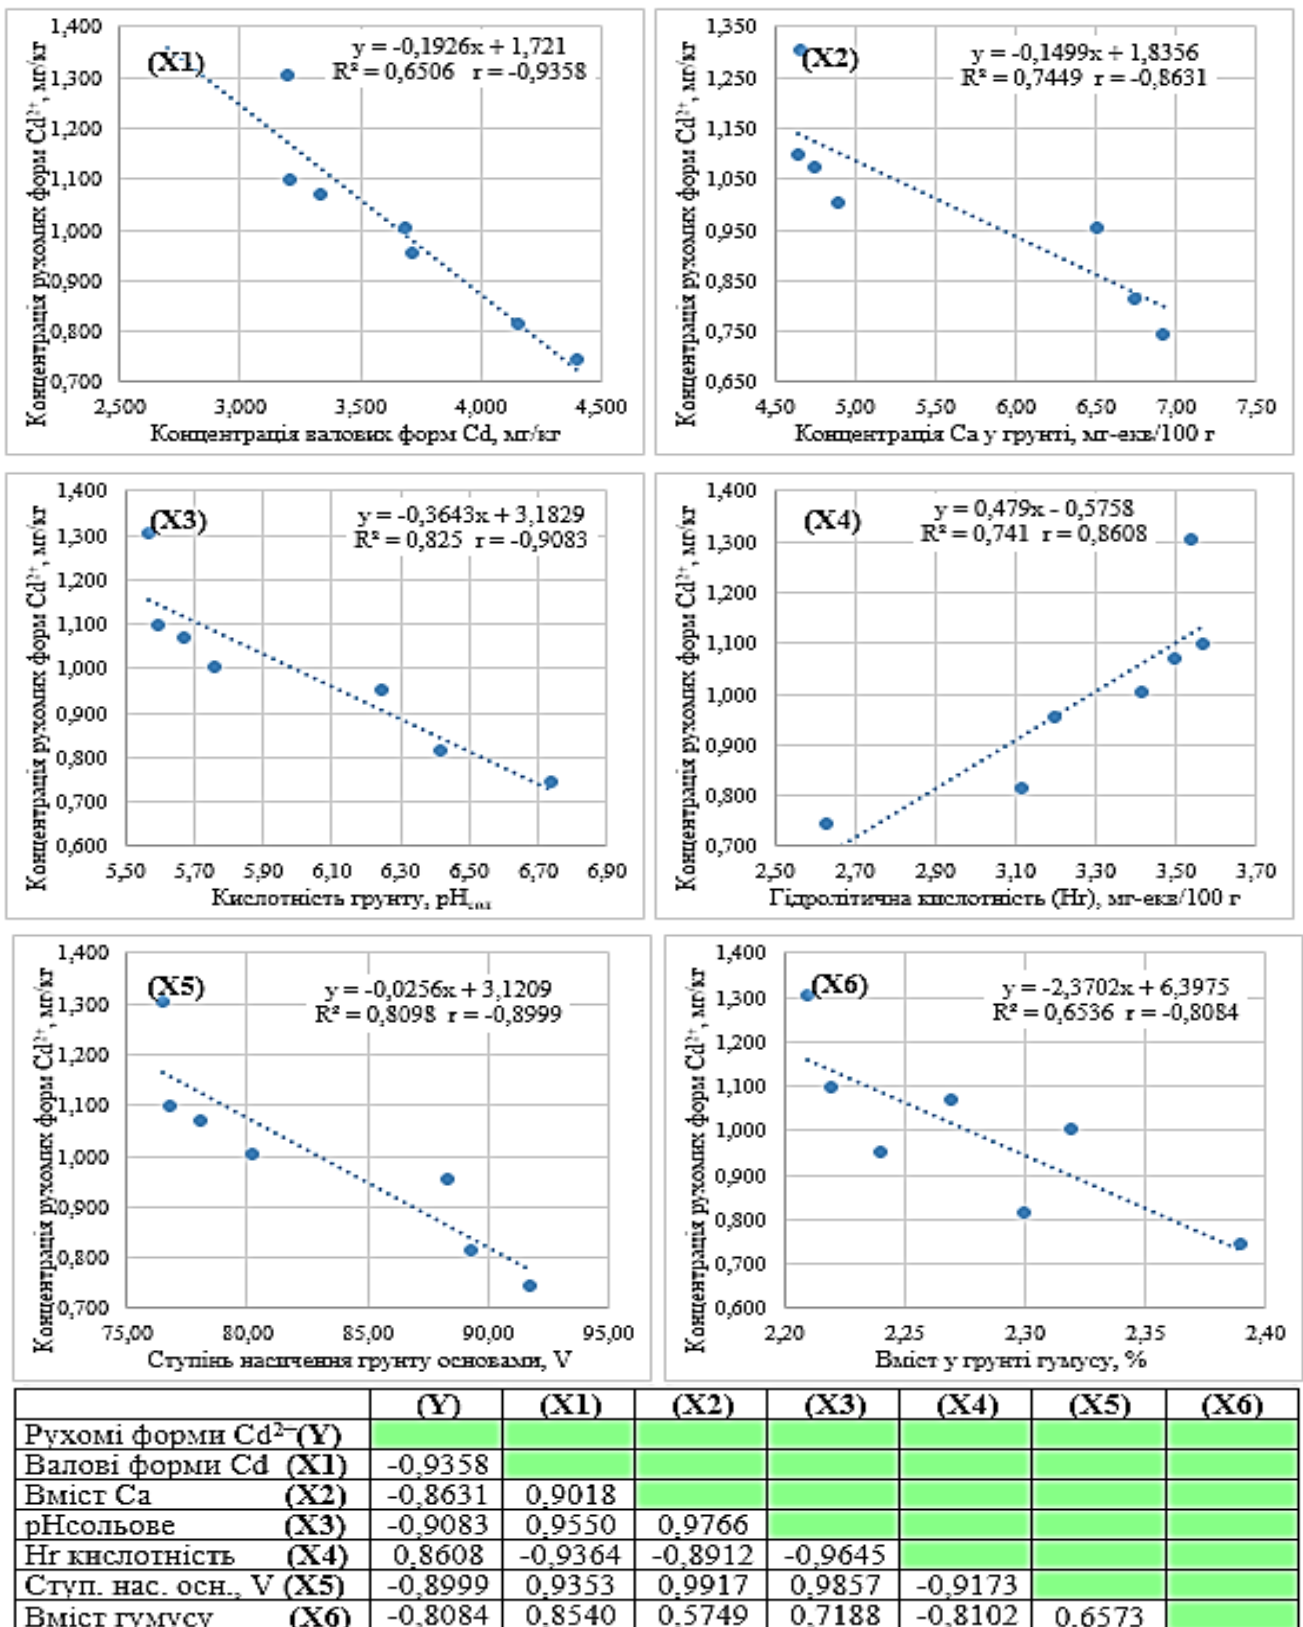 Концентрація рухомих форм Cd²⁺, мг/кг
(X1)
y = -0,1926x + 1,721
R² = 0,6506 r = -0,9358
1,400
1,300
1,200
1,100
1,000
0,900
0,800
0,700
2,500 3,000 3,500 4,000 4,500
Концентрація валових форм Cd, мг/кг
Концентрація рухомих форм Cd²⁺, мг/кг
(X2)
y = -0,1499x + 1,8356
R² = 0,7449 r = -0,8631
1,350
1,250
1,150
1,050
0,950
0,850
0,750
0,650
4,50 5,00 5,50 6,00 6,50 7,00 7,50
Концентрація Ca у грунті, мг-екв/100 г
Концентрація рухомих форм Cd²⁺, мг/кг
(X3)
y = -0,3643x + 3,1829
R² = 0,825 r = -0,9083
1,400
1,300
1,200
1,100
1,000
0,900
0,800
0,700
0,600
5,50 5,70 5,90 6,10 6,30 6,50 6,70 6,90
Кислотність грунту, pHсол
Концентрація рухомих форм Cd²⁺, мг/кг
(X4)
y = 0,479x - 0,5758
R² = 0,741 r = 0,8608
1,400
1,300
1,200
1,100
1,000
0,900
0,800
0,700
2,50 2,70 2,90 3,10 3,30 3,50 3,70
Гідролітична кислотність (Нг), мг-екв/100 г
Концентрація рухомих форм Cd²⁺, мг/кг
(X5)
y = -0,0256x + 3,1209
R² = 0,8098 r = -0,8999
1,400
1,300
1,200
1,100
1,000
0,900
0,800
0,700
75,00 80,00 85,00 90,00 95,00
Ступінь насичення грунту основами, V
Концентрація рухомих форм Cd²⁺, мг/кг
(X6)
y = -2,3702x + 6,3975
R² = 0,6536 r = -0,8084
1,400
1,300
1,200
1,100
1,000
0,900
0,800
0,700
0,600
2,20 2,25 2,30 2,35 2,40
Вміст у грунті гумусу, %
(Y) (X1) (X2) (X3) (X4) (X5) (X6)
Рухомі форми Cd²⁺(Y)
Валові форми Cd (X1) -0,9358
Вміст Ca (X2) -0,8631 0,9018
pHсольове (X3) -0,9083 0,9550 0,9766
Нг кислотність (X4) 0,8608 -0,9364 -0,8912 -0,9645
Ступ. нас. осн., V (X5) -0,8999 0,9353 0,9917 0,9857 -0,9173
Вміст гумусу (X6) -0,8084 0,8540 0,5749 0,7188 -0,8102 0,6573